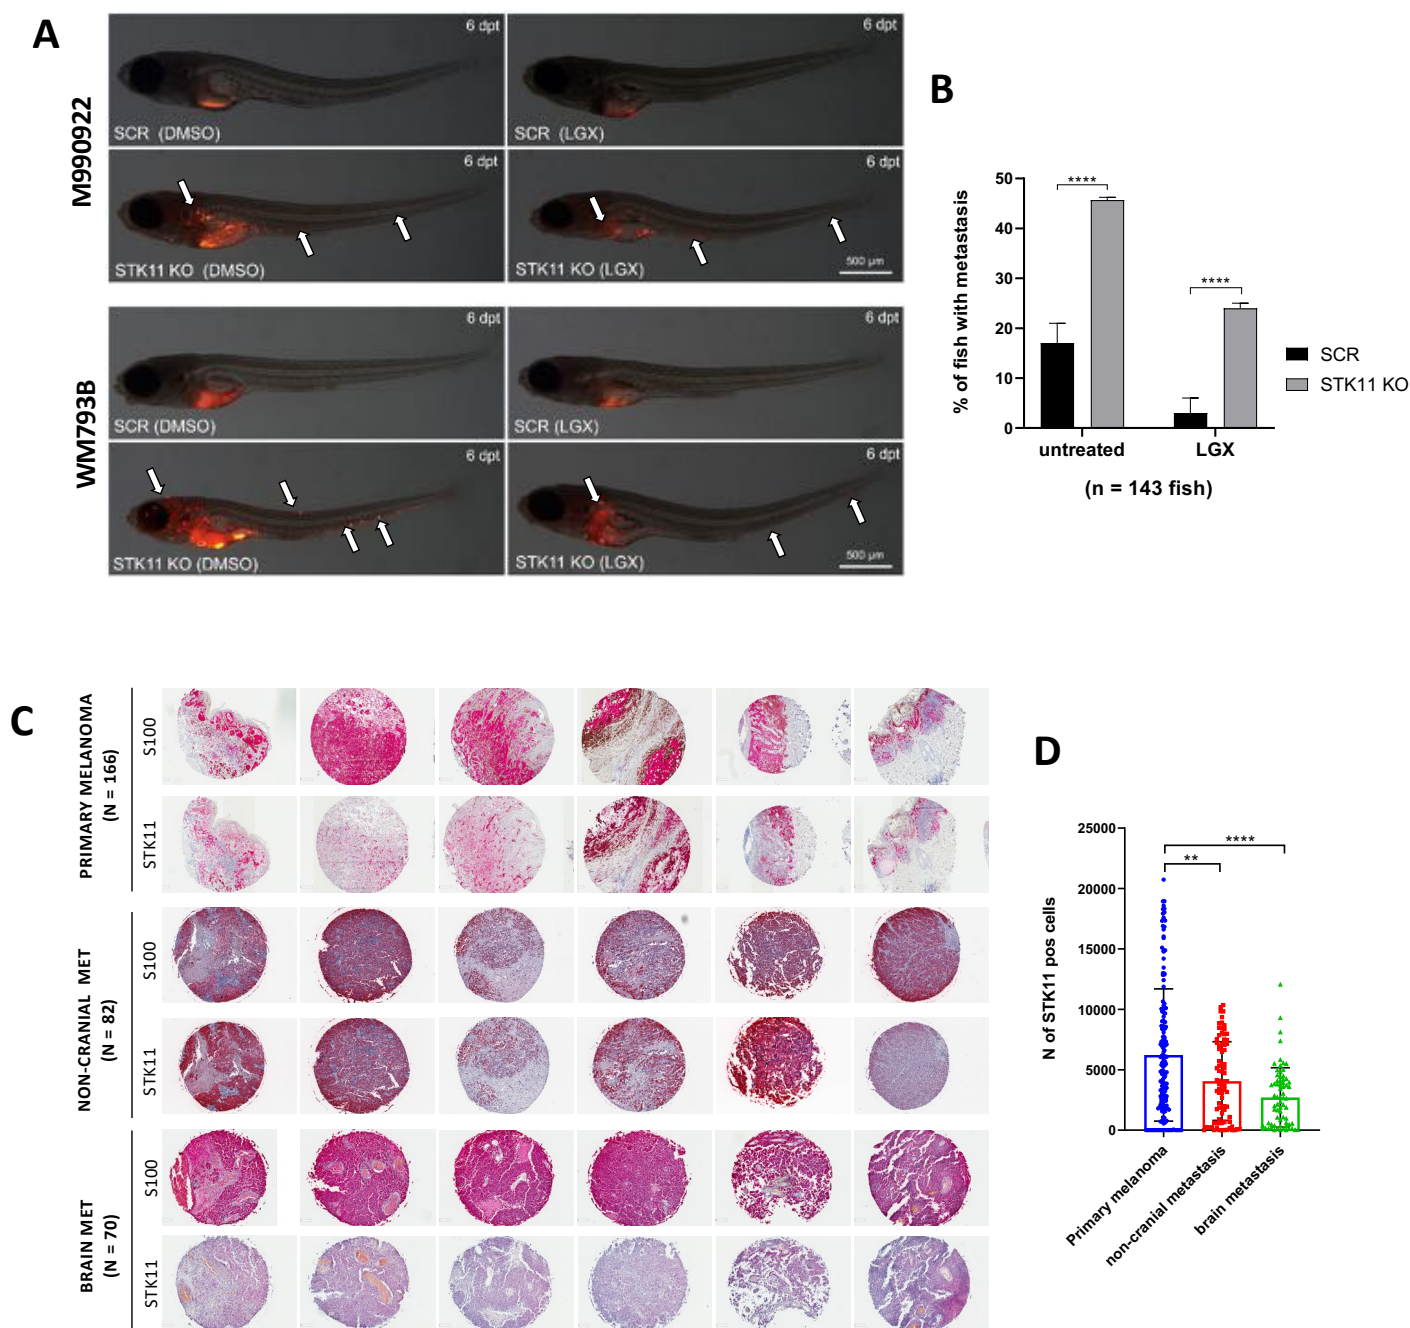 A
M990922
6 dpt
SCR (DMSO)
6 dpt
SCR (LGX)
6 dpt
STK11 KO (DMSO)
6 dpt
STK11 KO (LGX)
500 µm
WM793B
6 dpt
SCR (DMSO)
6 dpt
SCR (LGX)
6 dpt
STK11 KO (DMSO)
6 dpt
STK11 KO (LGX)
500 µm
B
% of fish with metastasis
50
40
30
20
10
0
****
****
untreated
LGX
(n = 143 fish)
SCR
STK11 KO
C
PRIMARY MELANOMA
(N = 166)
S100
STK11
NON-CRANIAL MET
(N = 82)
S100
STK11
BRAIN MET
(N = 70)
S100
STK11
D
N of STK11 pos cells
25000
20000
15000
10000
5000
0
****
**
Primary melanoma
non-cranial metastasis
brain metastasis